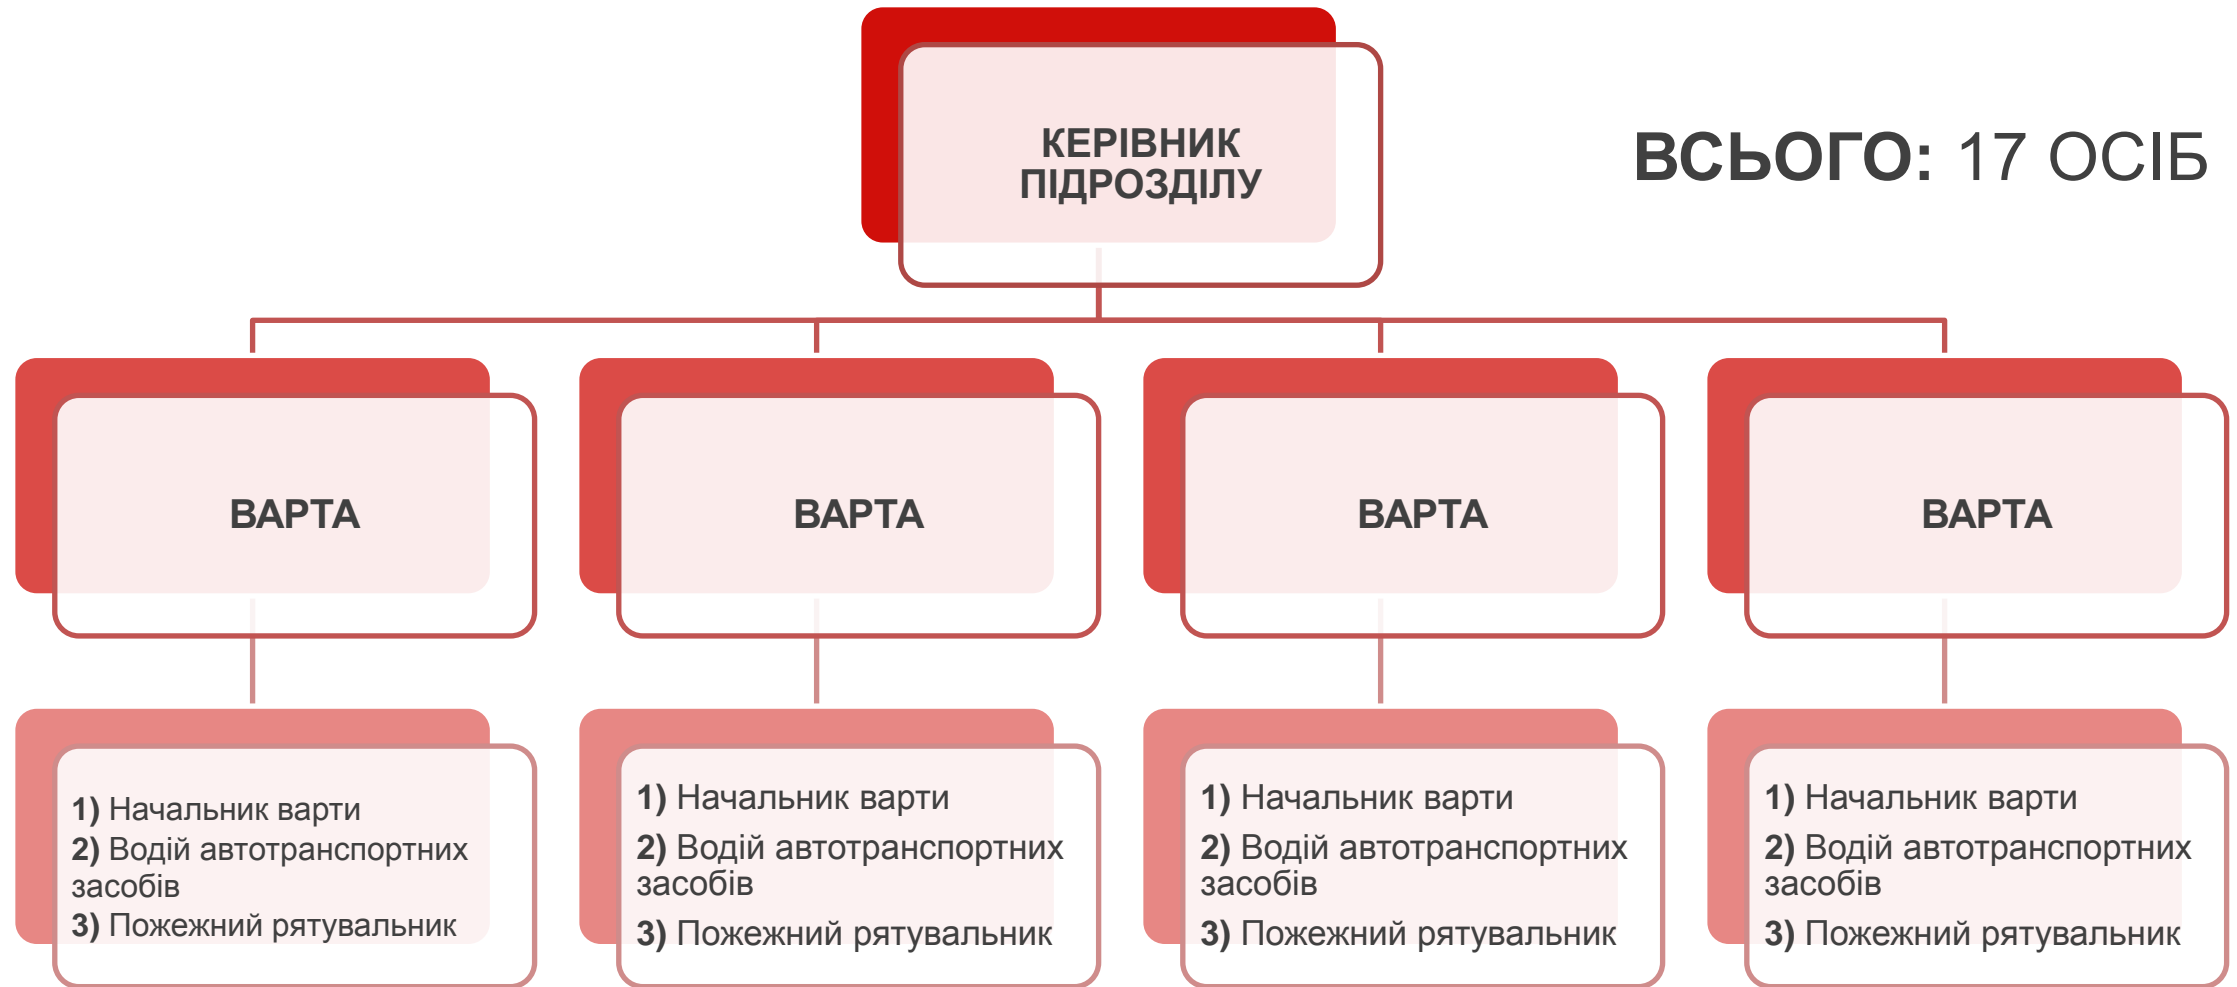 КЕРІВНИК
ПІДРОЗДІЛУ
ВСЬОГО: 17 ОСІБ
ВАРТА
ВАРТА
ВАРТА
ВАРТА
1) Начальник варти
2) Водій автотранспортних
засобів
3) Пожежний рятувальник
1) Начальник варти
2) Водій автотранспортних
засобів
3) Пожежний рятувальник
1) Начальник варти
2) Водій автотранспортних
засобів
3) Пожежний рятувальник
1) Начальник варти
2) Водій автотранспортних
засобів
3) Пожежний рятувальник